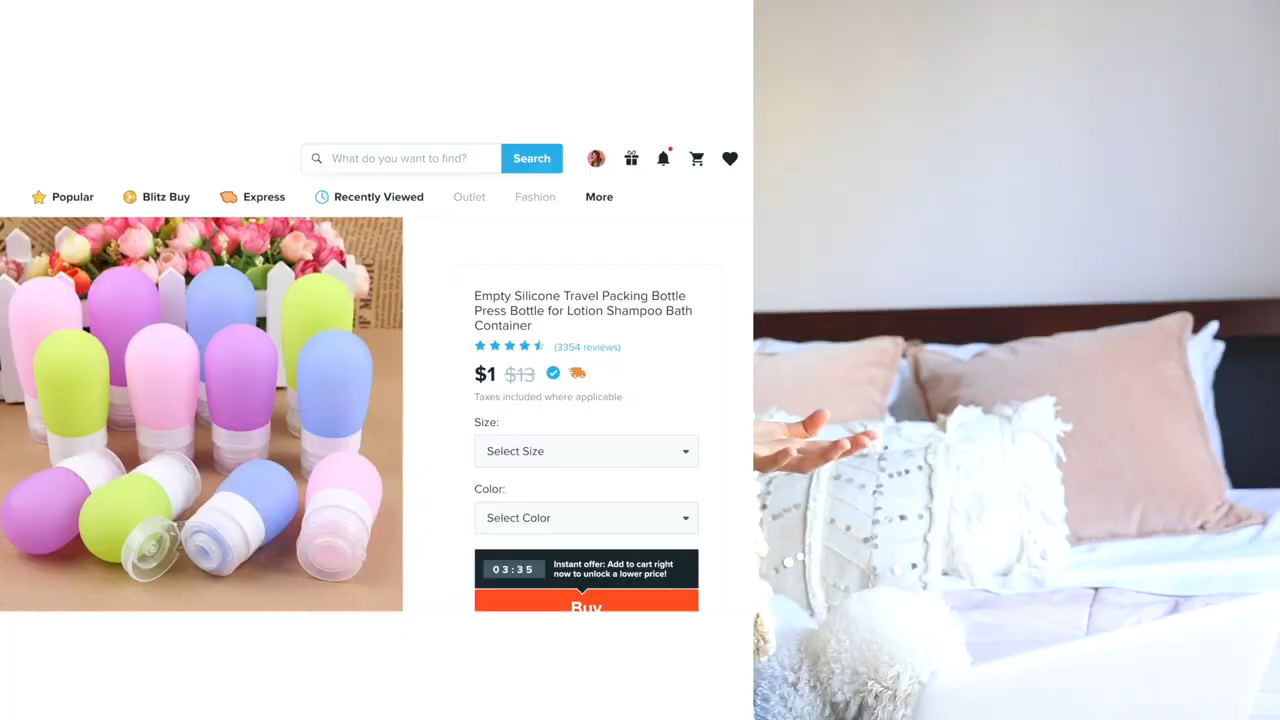 What do you want to find?
Search
Popular
Blitz Buy
Express
Recently Viewed
Outlet
Fashion
More
Empty Silicone Travel Packing Bottle
Press Bottle for Lotion Shampoo Bath
Container
(3354 reviews)
$1 $13
Taxes included where applicable
Size:
Select Size
Color:
Select Color
03:35
Instant offer: Add to cart right
now to unlock a lower price!
Buy